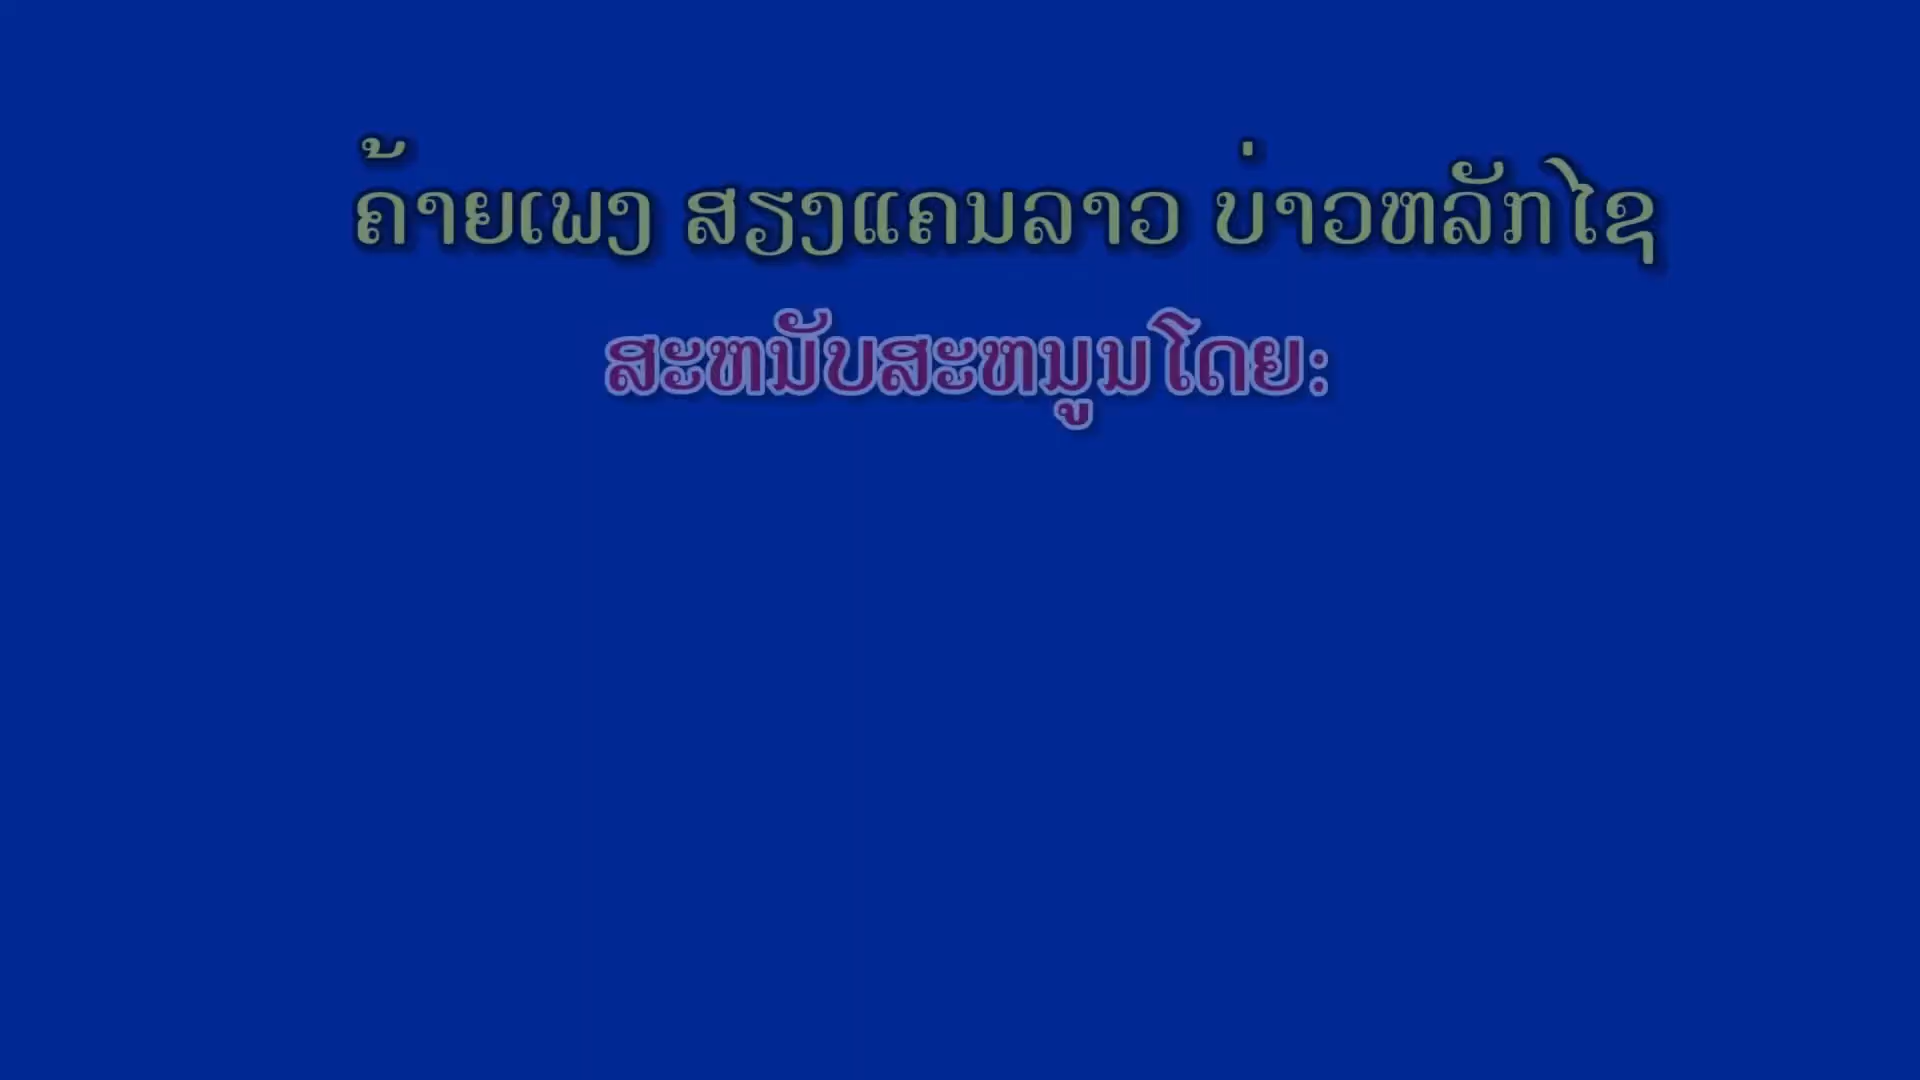 ຄ້າຍເພງ ສຽງແຄນລາວ ບ່າວຫລັກໄຊ
ສະຫນັບສະຫນູນໂດຍ: